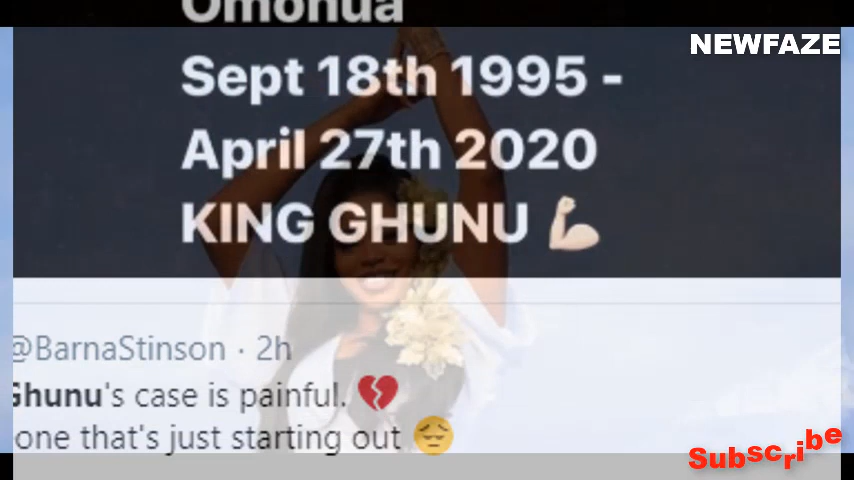 Omonua
NEWFAZE
Sept 18th 1995 -
April 27th 2020
KING GHUNU 💪🏻
@BarnaStinson · 2h
Ghunu's case is painful. 💔
one that's just starting out 😔
Subscribe